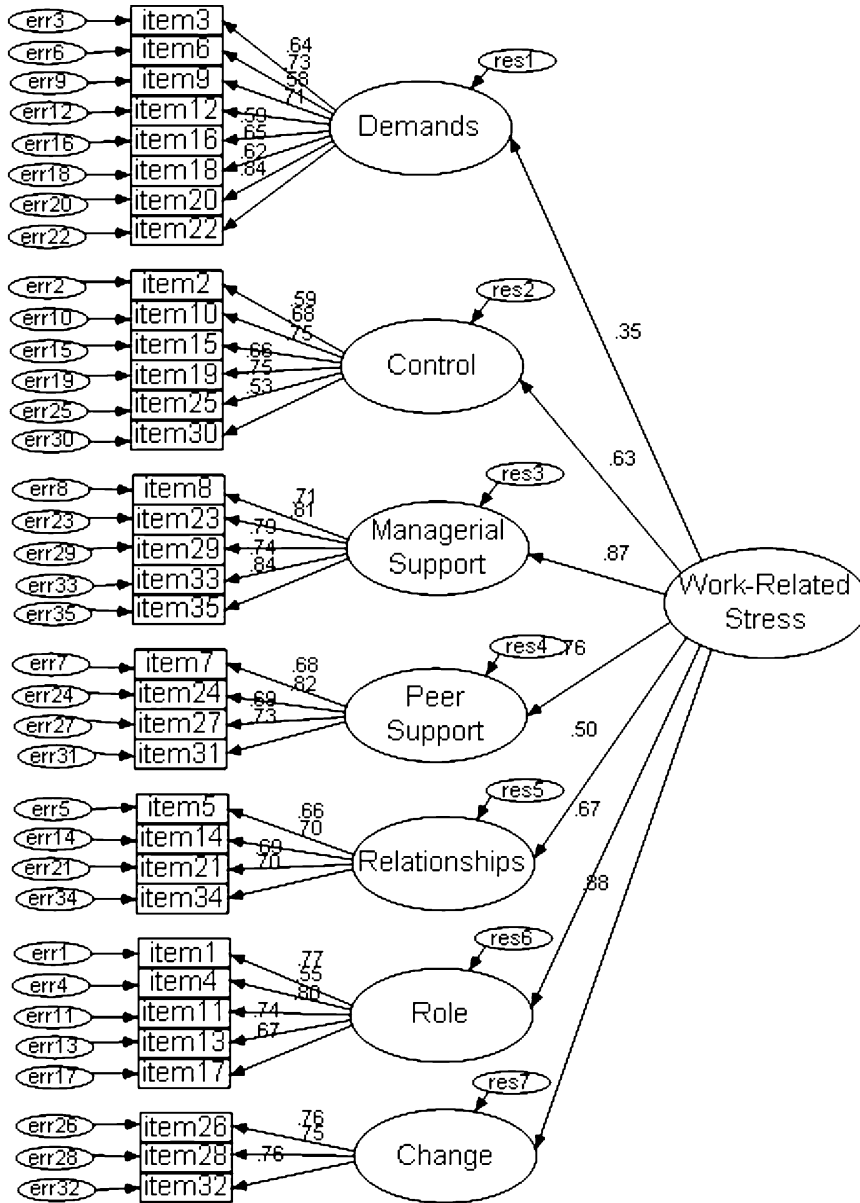 err3
item3
err6
item6
err9
item9
err12
item12
err16
item16
err18
item18
err20
item20
err22
item22
.64
.73
.58
.71
.59
.65
.62
.84
res1
Demands
err2
item2
err10
item10
err15
item15
err19
item19
err25
item25
err30
item30
.59
.68
.75
.66
.75
.53
res2
Control
err8
item8
err23
item23
err29
item29
err33
item33
err35
item35
.71
.81
.79
.74
.84
res3
Managerial
Support
err7
item7
err24
item24
err27
item27
err31
item31
.68
.82
.69
.73
res4
Peer
Support
err5
item5
err14
item14
err21
item21
err34
item34
.66
.70
.69
.70
res5
Relationships
err1
item1
err4
item4
err11
item11
err13
item13
err17
item17
.77
.55
.80
.74
.67
res6
Role
err26
item26
err28
item28
err32
item32
.76
.75
.76
res7
Change
.35
.63
.87
.76
.50
.67
.88
Work-Related
Stress